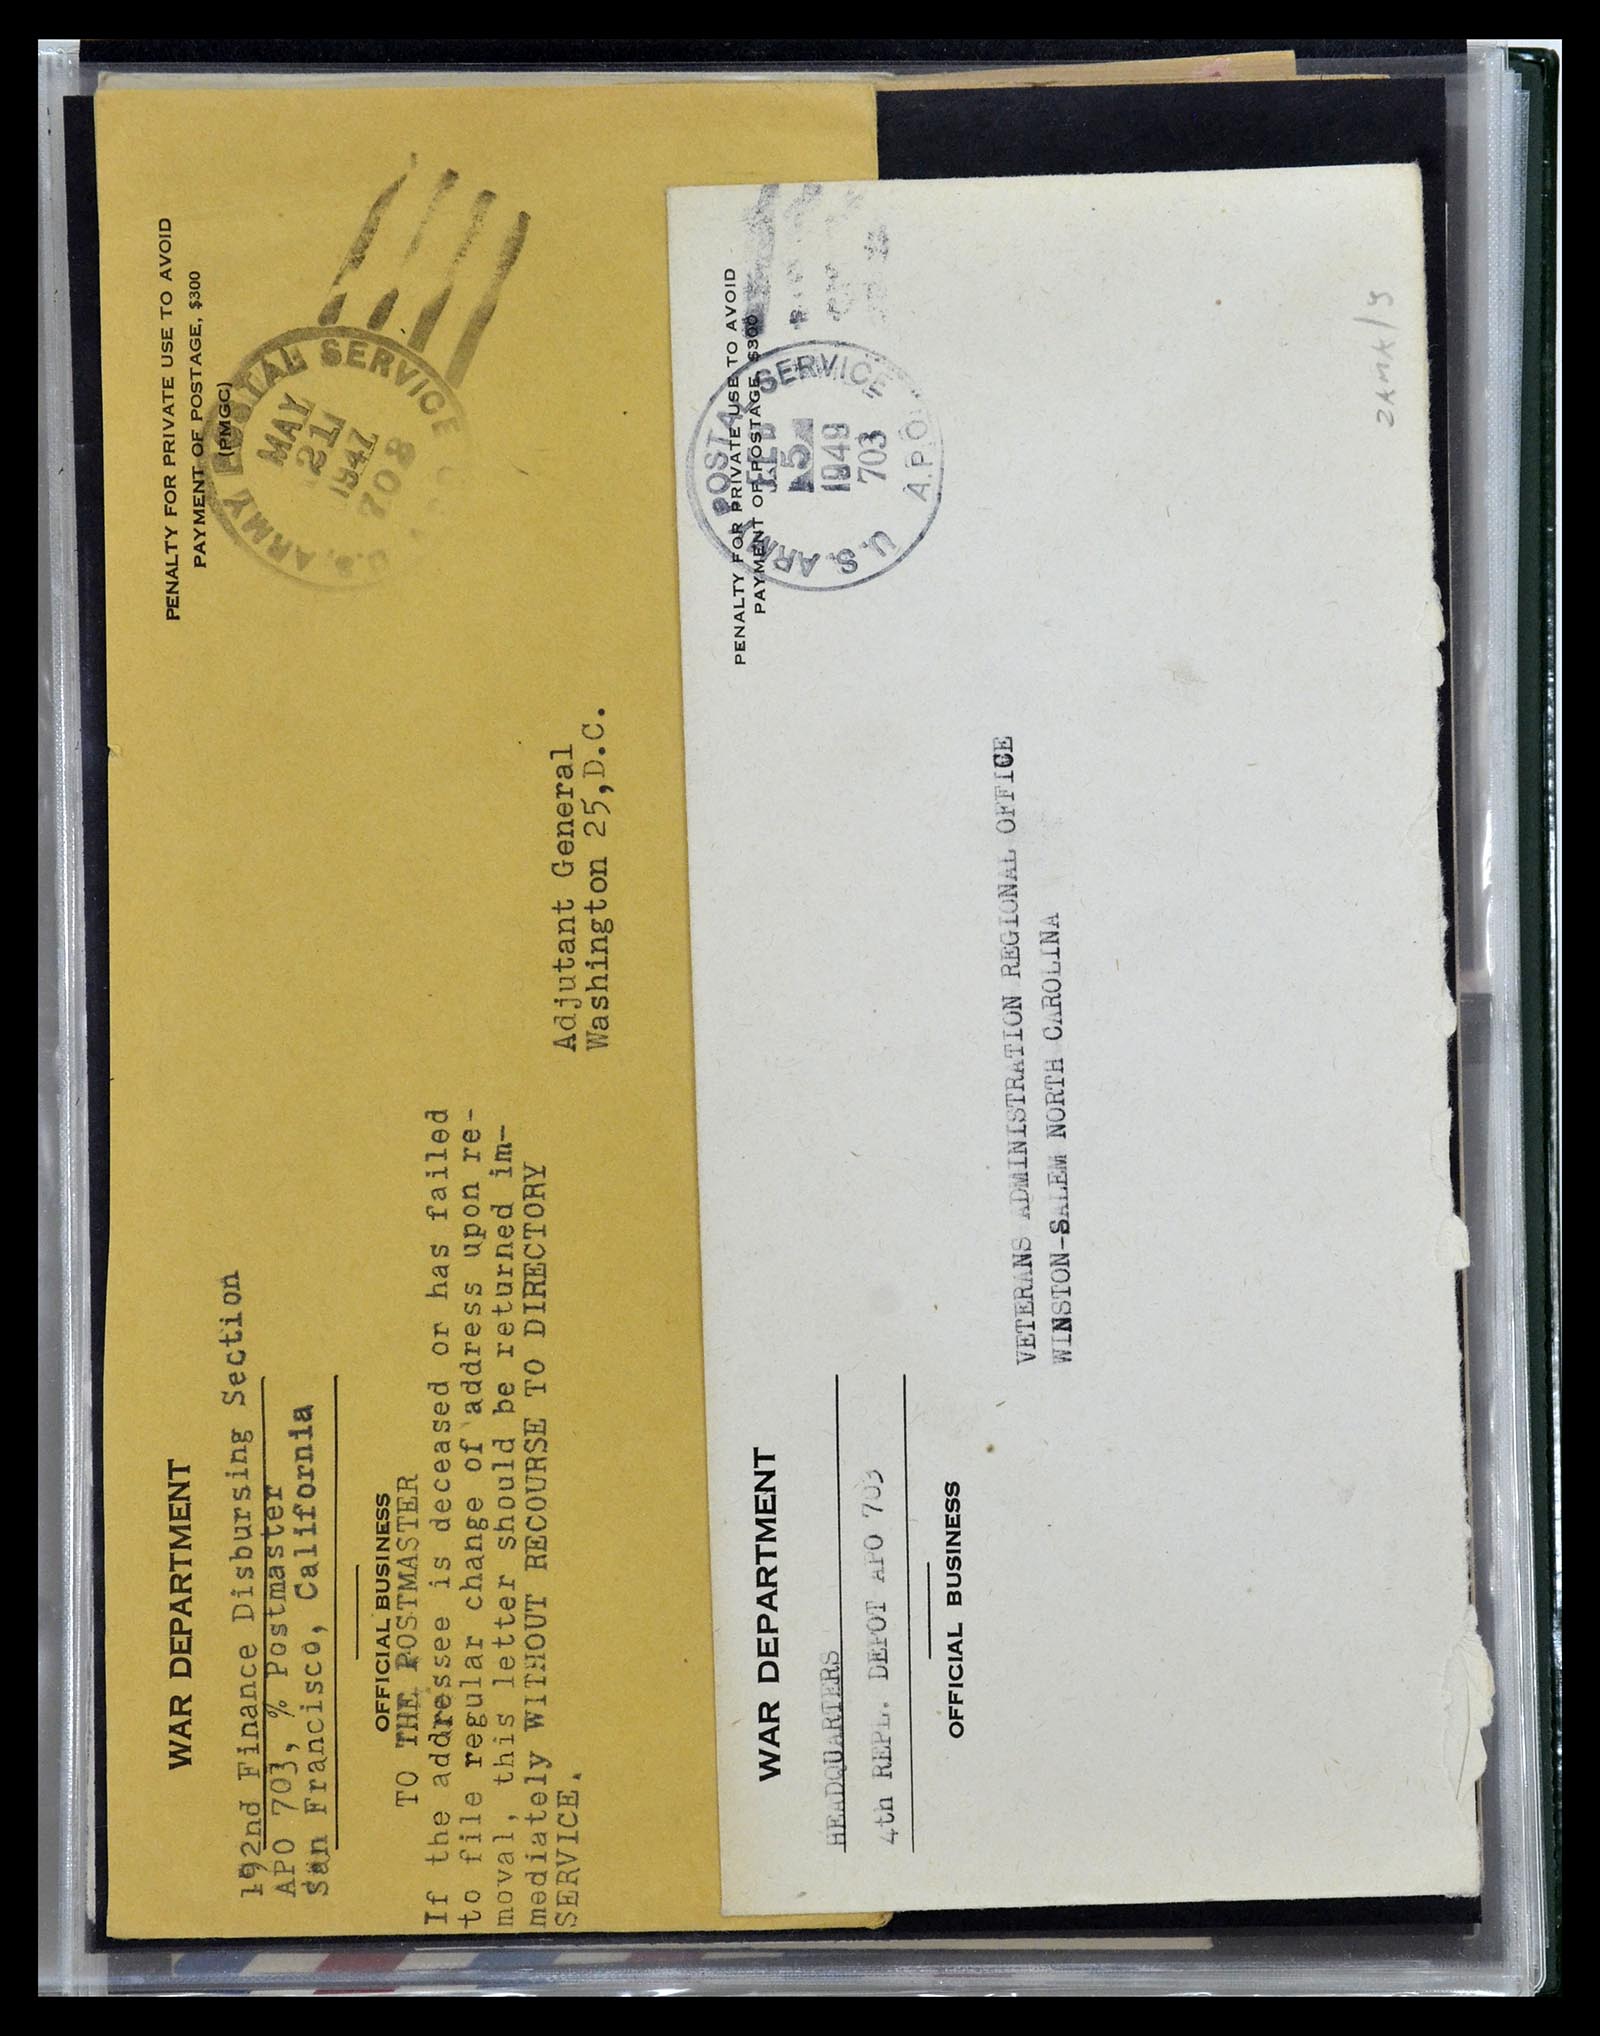 WAR DEPARTMENT
192nd Finance Disbursing Section
APO 703, % Postmaster
San Francisco, California
OFFICIAL BUSINESS
TO THE POSTMASTER
If the addressee is deceased or has failed
to file regular change of address upon re-
moval, this letter should be returned im-
mediately WITHOUT RECOURSE TO DIRECTORY
SERVICE.
PENALTY FOR PRIVATE USE TO AVOID
PAYMENT OF POSTAGE, $300
(PMGC)
U.S. ARMY POSTAL SERVICE
MAY
21
1947
708
Adjutant General
Washington 25,D.C.
WAR DEPARTMENT
HEADQUARTERS
4th REPL. DEPOT APO 703
OFFICIAL BUSINESS
PENALTY FOR PRIVATE USE TO AVOID
PAYMENT OF POSTAGE, $300
U.S. ARMY POSTAL SERVICE
A.P.O.
FEB
15
1949
703
VETERANS ADMINISTRATION REGIONAL OFFICE
WINSTON-SALEM NORTH CAROLINA